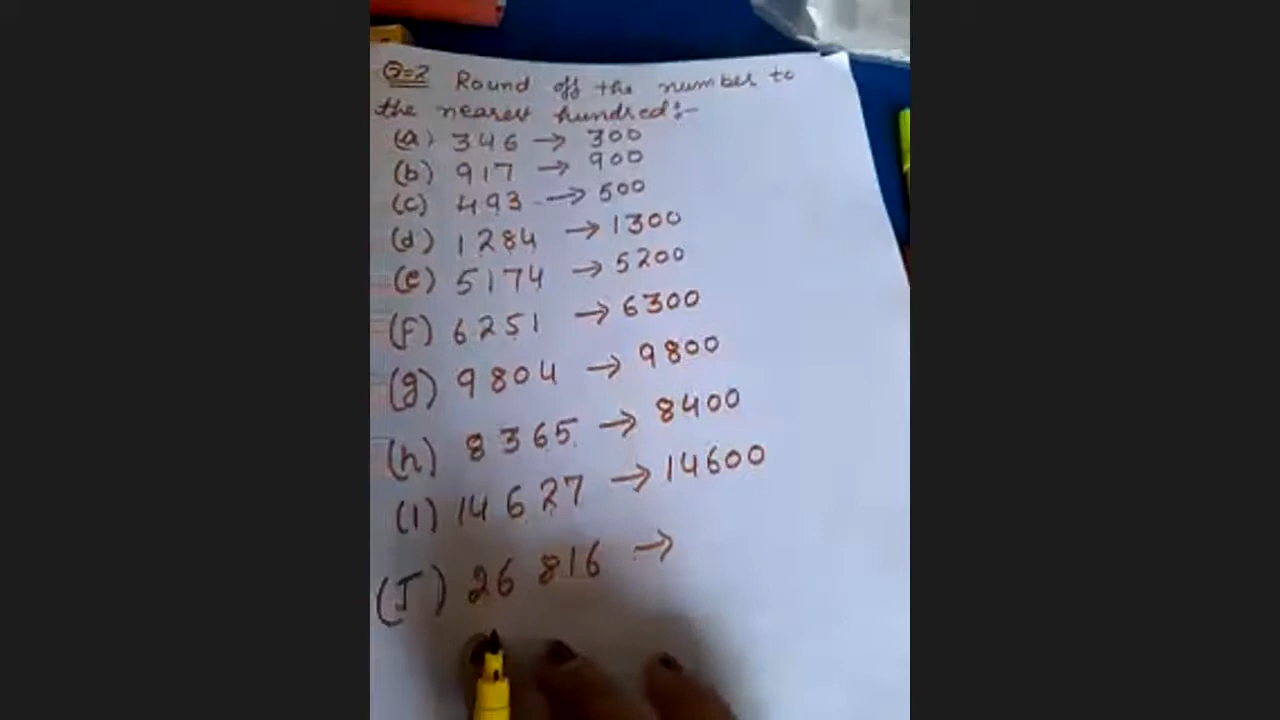 Q=2 Round off the number to
the nearest hundred:-
(a) 346 → 300
(b) 917 → 900
(c) 493 → 500
(d) 1284 → 1300
(e) 5174 → 5200
(f) 6251 → 6300
(g) 9804 → 9800
(h) 8365 → 8400
(I) 14627 → 14600
(J) 26816 →